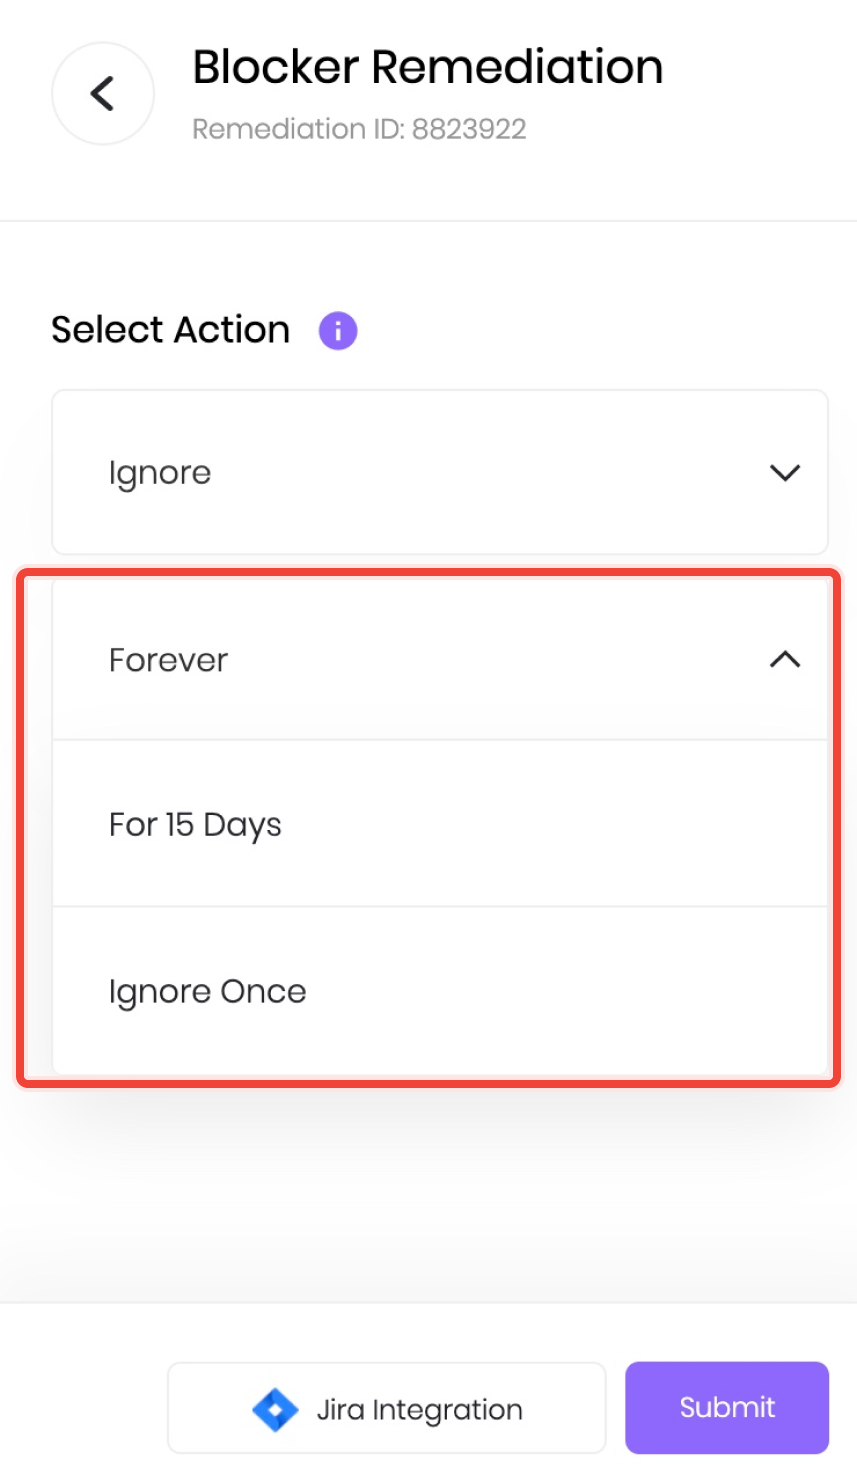 Blocker Remediation
Remediation ID: 8823922
Select Action
Ignore
Forever
For 15 Days
Ignore Once
Jira Integration
Submit